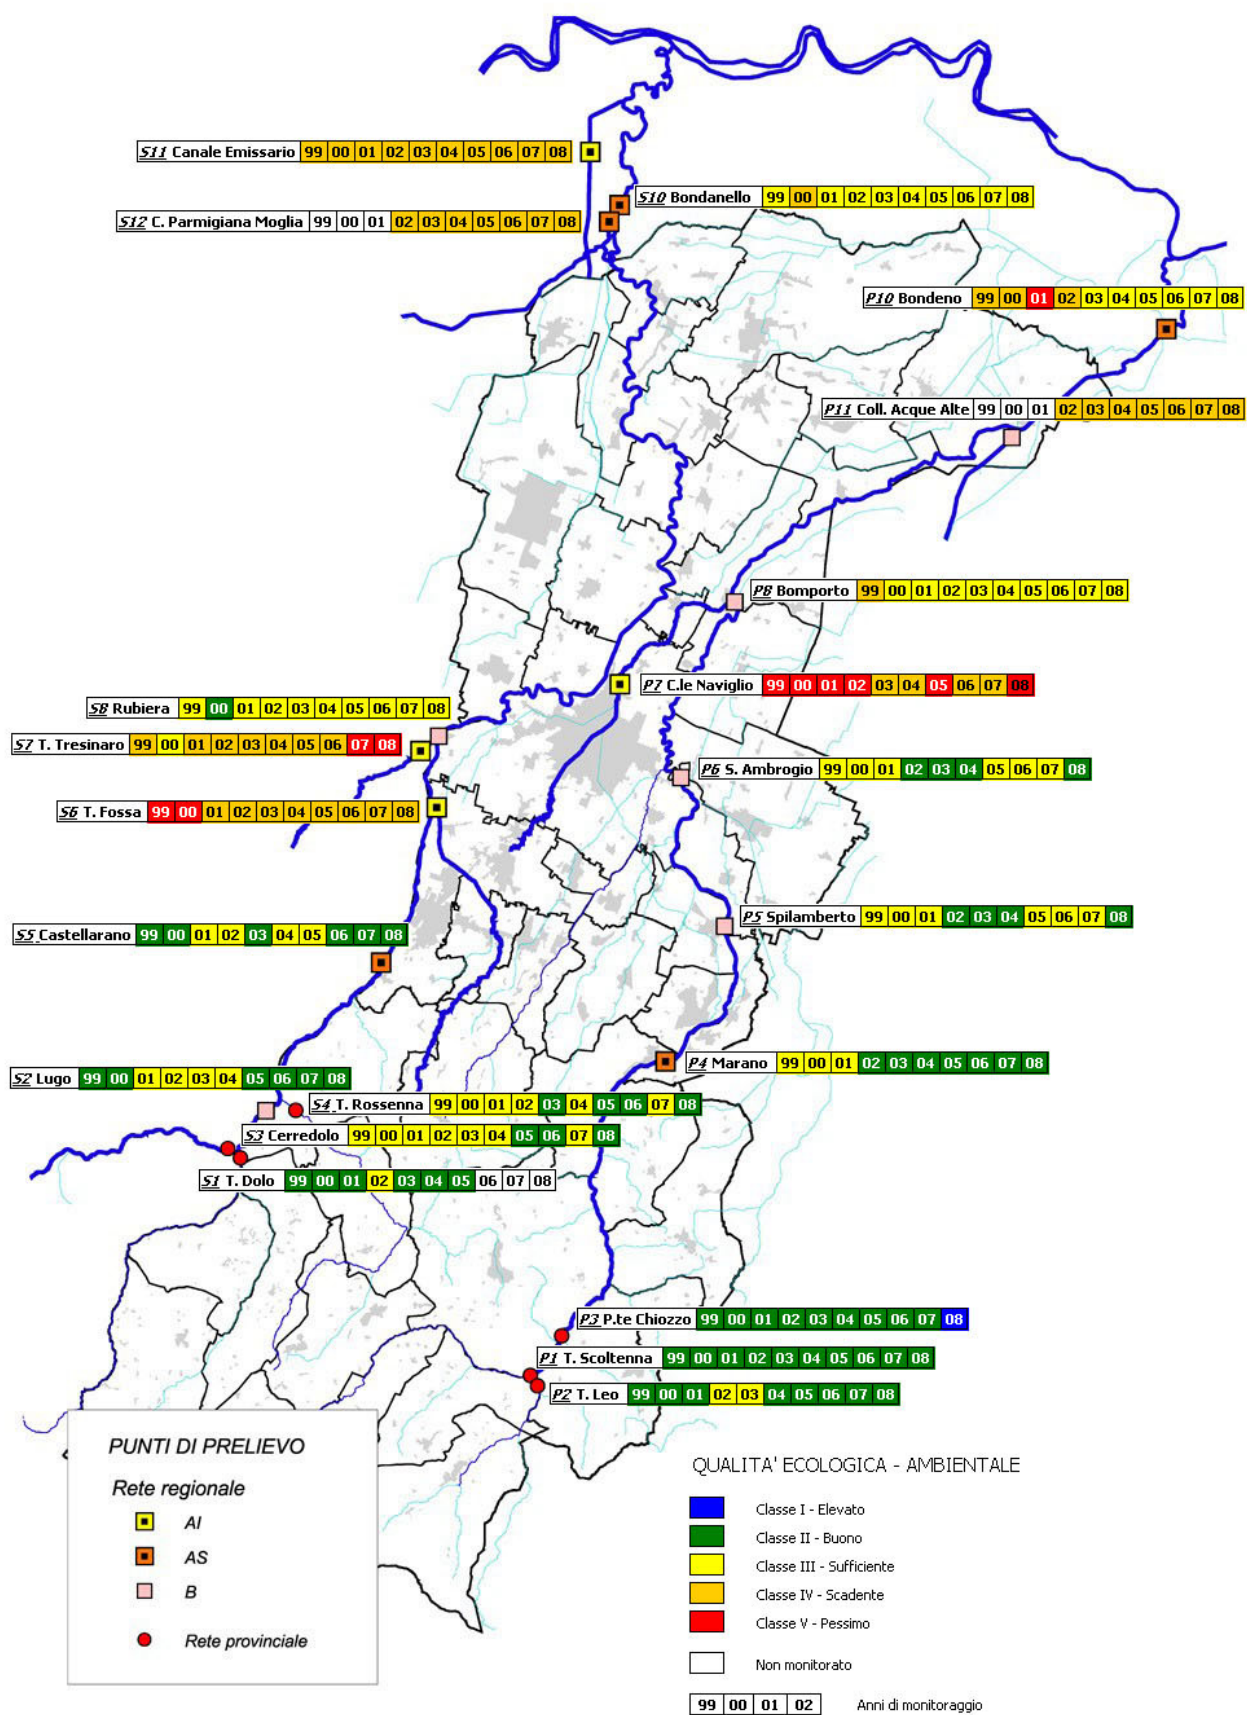 S11 Canale Emissario 99 00 01 02 03 04 05 06 07 08
S10 Bondanello 99 00 01 02 03 04 05 06 07 08
S12 C. Parmigiana Moglia 99 00 01 02 03 04 05 06 07 08
P10 Bondeno 99 00 01 02 03 04 05 06 07 08
P11 Coll. Acque Alte 99 00 01 02 03 04 05 06 07 08
P8 Bomporto 99 00 01 02 03 04 05 06 07 08
P7 C.le Naviglio 99 00 01 02 03 04 05 06 07 08
S8 Rubiera 99 00 01 02 03 04 05 06 07 08
S7 T. Tresinaro 99 00 01 02 03 04 05 06 07 08
P6 S. Ambrogio 99 00 01 02 03 04 05 06 07 08
S6 T. Fossa 99 00 01 02 03 04 05 06 07 08
P5 Spilamberto 99 00 01 02 03 04 05 06 07 08
S5 Castellarano 99 00 01 02 03 04 05 06 07 08
P4 Marano 99 00 01 02 03 04 05 06 07 08
S2 Lugo 99 00 01 02 03 04 05 06 07 08
S4 T. Rossenna 99 00 01 02 03 04 05 06 07 08
S3 Cerredolo 99 00 01 02 03 04 05 06 07 08
S1 T. Dolo 99 00 01 02 03 04 05 06 07 08
P3 P.te Chiozzo 99 00 01 02 03 04 05 06 07 08
P1 T. Scoltenna 99 00 01 02 03 04 05 06 07 08
P2 T. Leo 99 00 01 02 03 04 05 06 07 08
PUNTI DI PRELIEVO
Rete regionale
AI
AS
B
Rete provinciale
QUALITA' ECOLOGICA - AMBIENTALE
Classe I - Elevato
Classe II - Buono
Classe III - Sufficiente
Classe IV - Scadente
Classe V - Pessimo
Non monitorato
99 00 01 02 Anni di monitoraggio